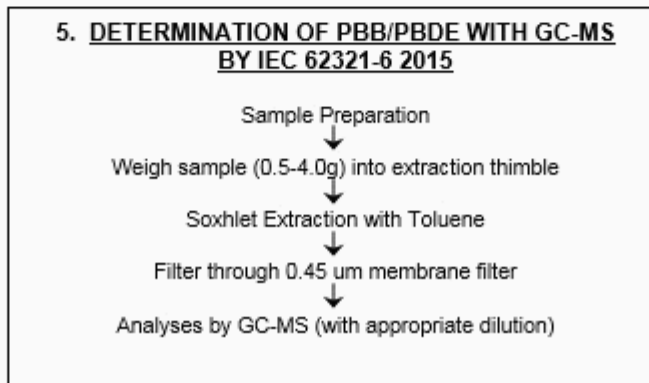 5. DETERMINATION OF PBB/PBDE WITH GC-MS
BY IEC 62321-6 2015
Sample Preparation
Weigh sample (0.5-4.0g) into extraction thimble
Soxhlet Extraction with Toluene
Filter through 0.45 um membrane filter
Analyses by GC-MS (with appropriate dilution)